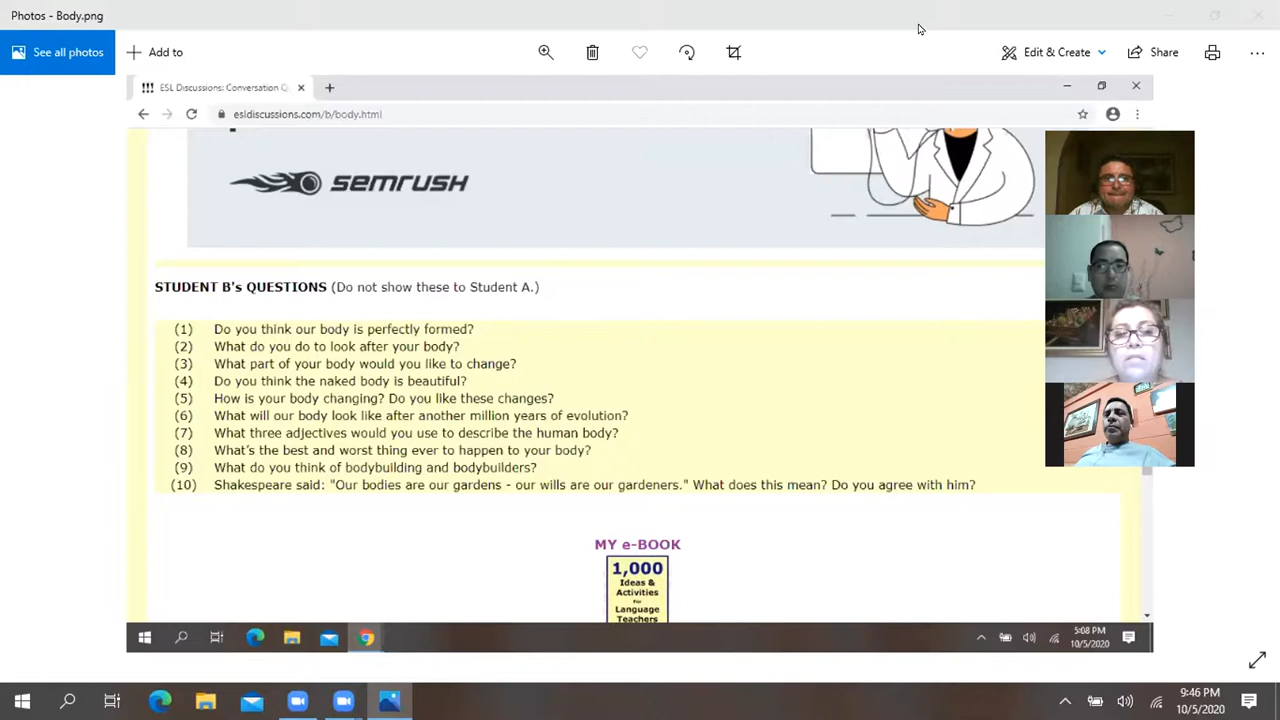 Photos - Body.png
See all photos
Add to
Edit & Create
Share
ESL Discussions: Conversation Q
esldiscussions.com/b/body.html
semrush
STUDENT B's QUESTIONS (Do not show these to Student A.)
(1) Do you think our body is perfectly formed?
(2) What do you do to look after your body?
(3) What part of your body would you like to change?
(4) Do you think the naked body is beautiful?
(5) How is your body changing? Do you like these changes?
(6) What will our body look like after another million years of evolution?
(7) What three adjectives would you use to describe the human body?
(8) What's the best and worst thing ever to happen to your body?
(9) What do you think of bodybuilding and bodybuilders?
(10) Shakespeare said: "Our bodies are our gardens - our wills are our gardeners." What does this mean? Do you agree with him?
MY e-BOOK
1,000
Ideas &
Activities
For
Language
Teachers
5:08 PM
10/5/2020
9:46 PM
10/5/2020